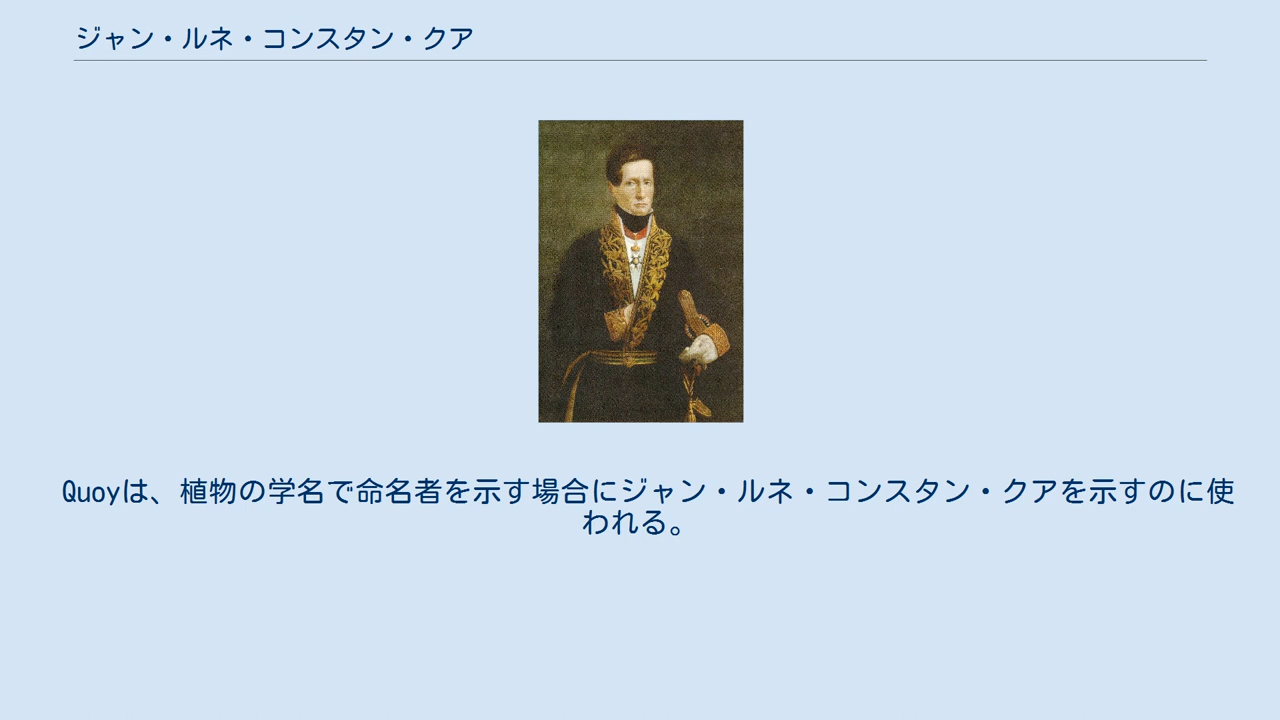 ジャン・ルネ・コンスタン・クア
Quoyは、植物の学名で命名者を示す場合にジャン・ルネ・コンスタン・クアを示すのに使
われる。